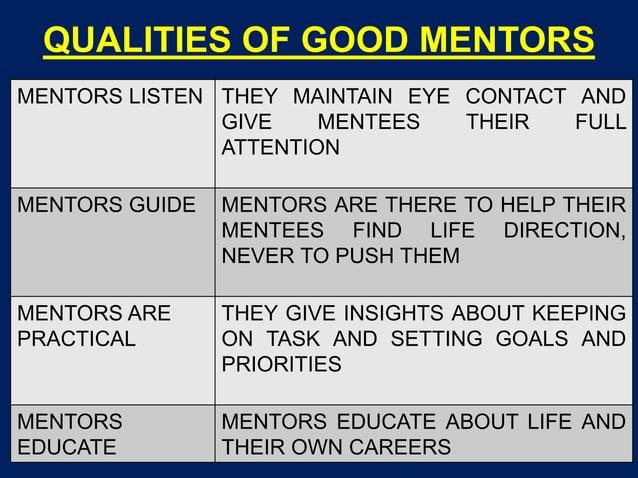 QUALITIES OF GOOD MENTORS
MENTORS LISTEN
THEY MAINTAIN EYE CONTACT AND
GIVE MENTEES THEIR FULL
ATTENTION
MENTORS GUIDE
MENTORS ARE THERE TO HELP THEIR
MENTEES FIND LIFE DIRECTION,
NEVER TO PUSH THEM
MENTORS ARE
PRACTICAL
THEY GIVE INSIGHTS ABOUT KEEPING
ON TASK AND SETTING GOALS AND
PRIORITIES
MENTORS
EDUCATE
MENTORS EDUCATE ABOUT LIFE AND
THEIR OWN CAREERS